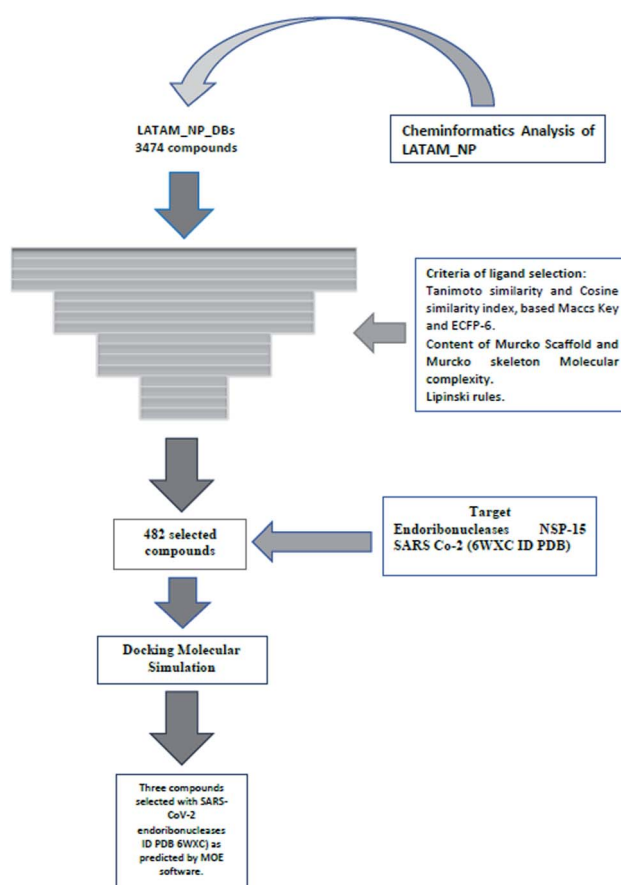 LATAM_NP_DBs
3474 compounds
Cheminformatics Analysis of
LATAM_NP
Criteria of ligand selection:
Tanimoto similarity and Cosine
similarity index, based Maccs Key
and ECFP-6.
Content of Murcko Scaffold and
Murcko skeleton Molecular
complexity.
Lipinski rules.
482 selected
compounds
Target
Endoribonucleases NSP-15
SARS Co-2 (6WXC ID PDB)
Docking Molecular
Simulation
Three compounds
selected with SARS-
CoV-2
endoribonucleases
ID PDB 6WXC) as
predicted by MOE
software.